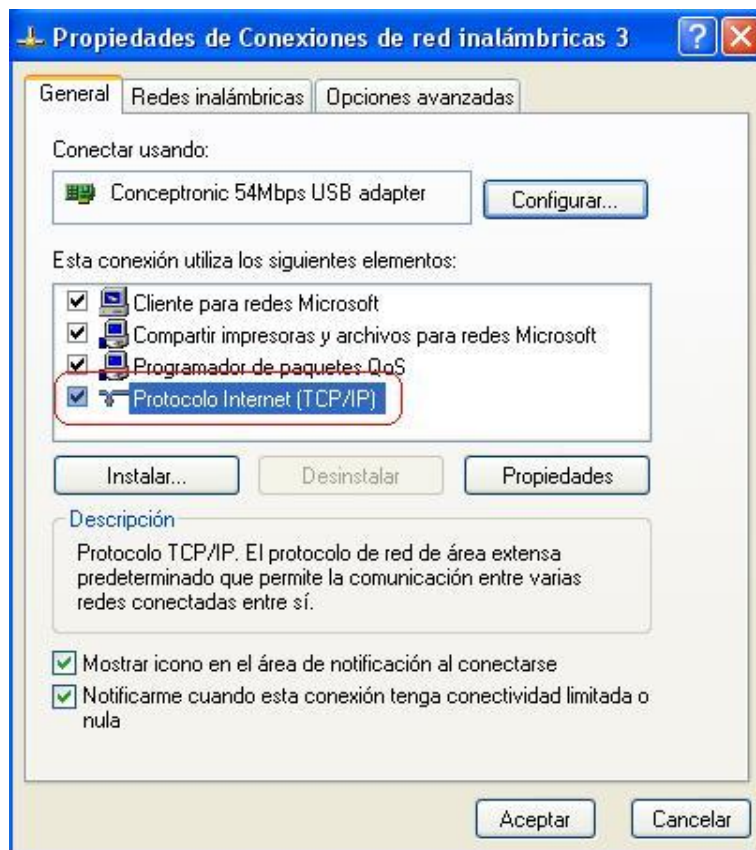 Propiedades de Conexiones de red inalámbricas 3
General
Redes inalámbricas
Opciones avanzadas
Conectar usando:
Conceptronic 54Mbps USB adapter
Configurar...
Esta conexión utiliza los siguientes elementos:
Cliente para redes Microsoft
Compartir impresoras y archivos para redes Microsoft
Programador de paquetes QoS
Protocolo Internet (TCP/IP)
Instalar...
Desinstalar
Propiedades
Descripción
Protocolo TCP/IP. El protocolo de red de área extensa
predeterminado que permite la comunicación entre varias
redes conectadas entre sí.
Mostrar icono en el área de notificación al conectarse
Notificarme cuando esta conexión tenga conectividad limitada o
nula
Aceptar
Cancelar